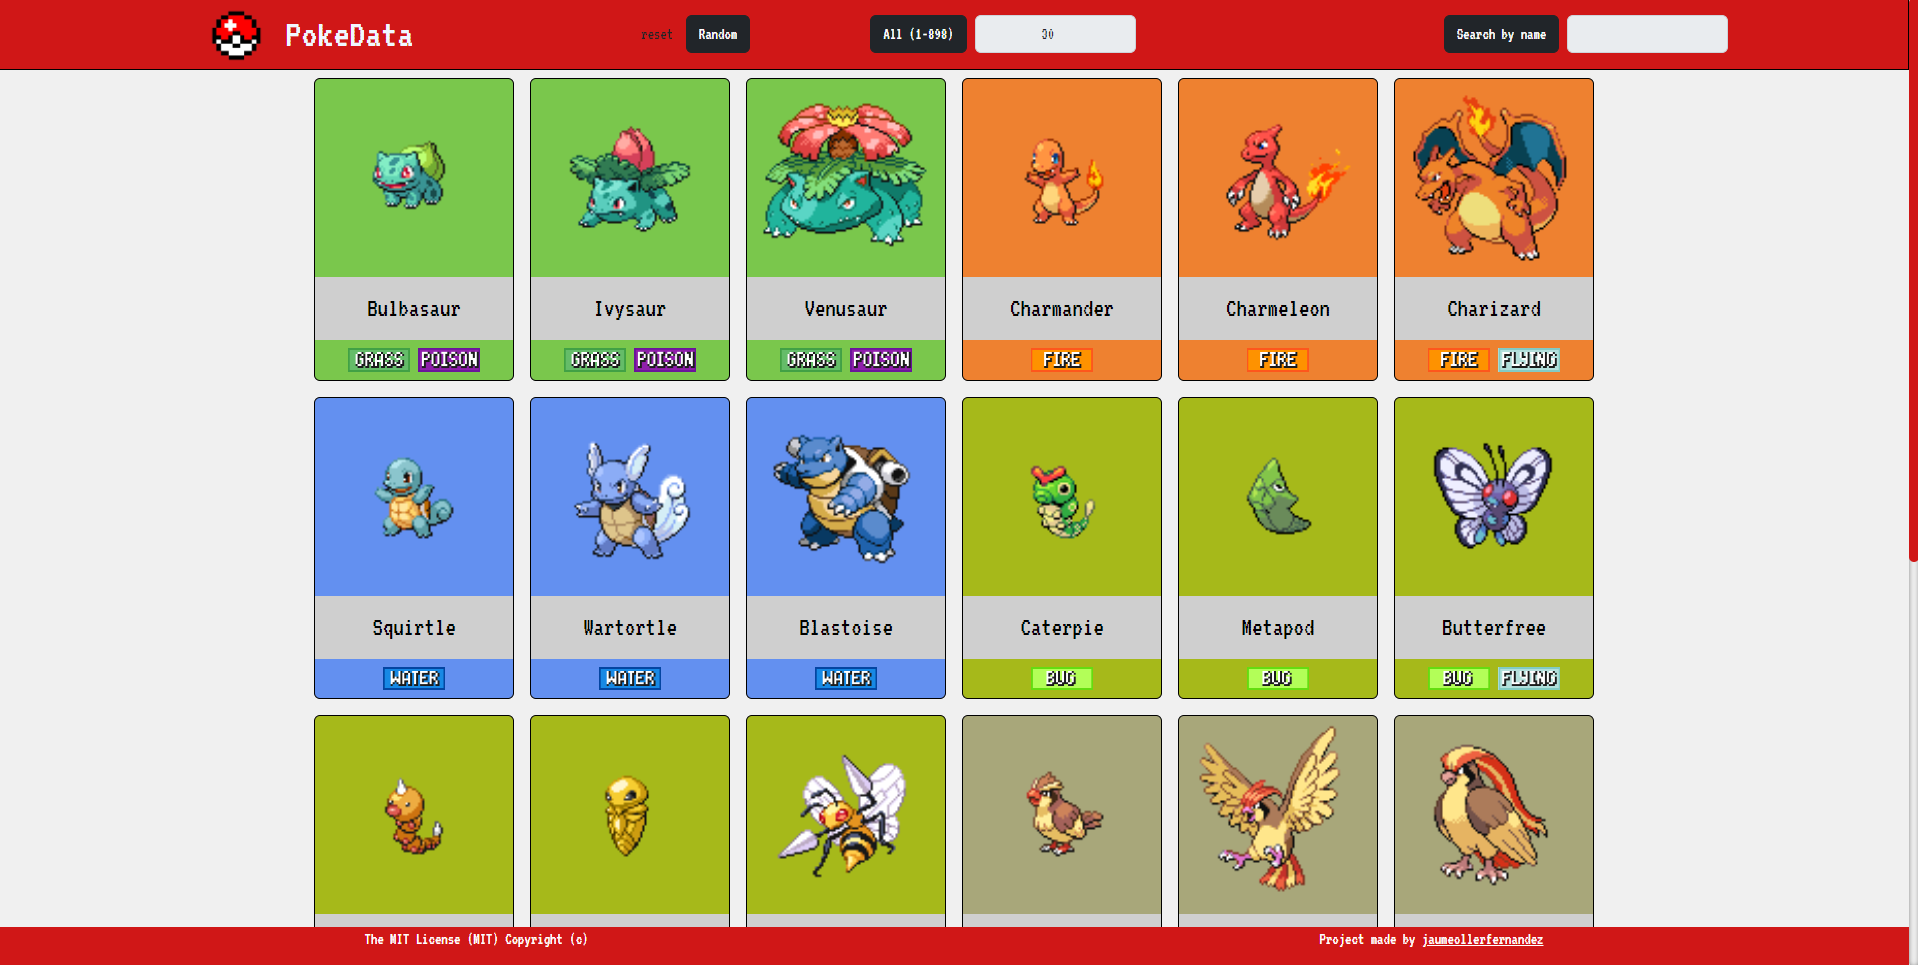 PokeData
reset Random All (1-898) 30 Search by name
Bulbasaur Ivysaur Venusaur Charmander Charmeleon Charizard
GRASS POISON GRASS POISON GRASS POISON FIRE FIRE FIRE FLYING
Squirtle Wartortle Blastoise Caterpie Metapod Butterfree
WATER WATER WATER BUG BUG BUG FLYING
The MIT License (MIT) Copyright (c) Project made by jaumeollerfernandez